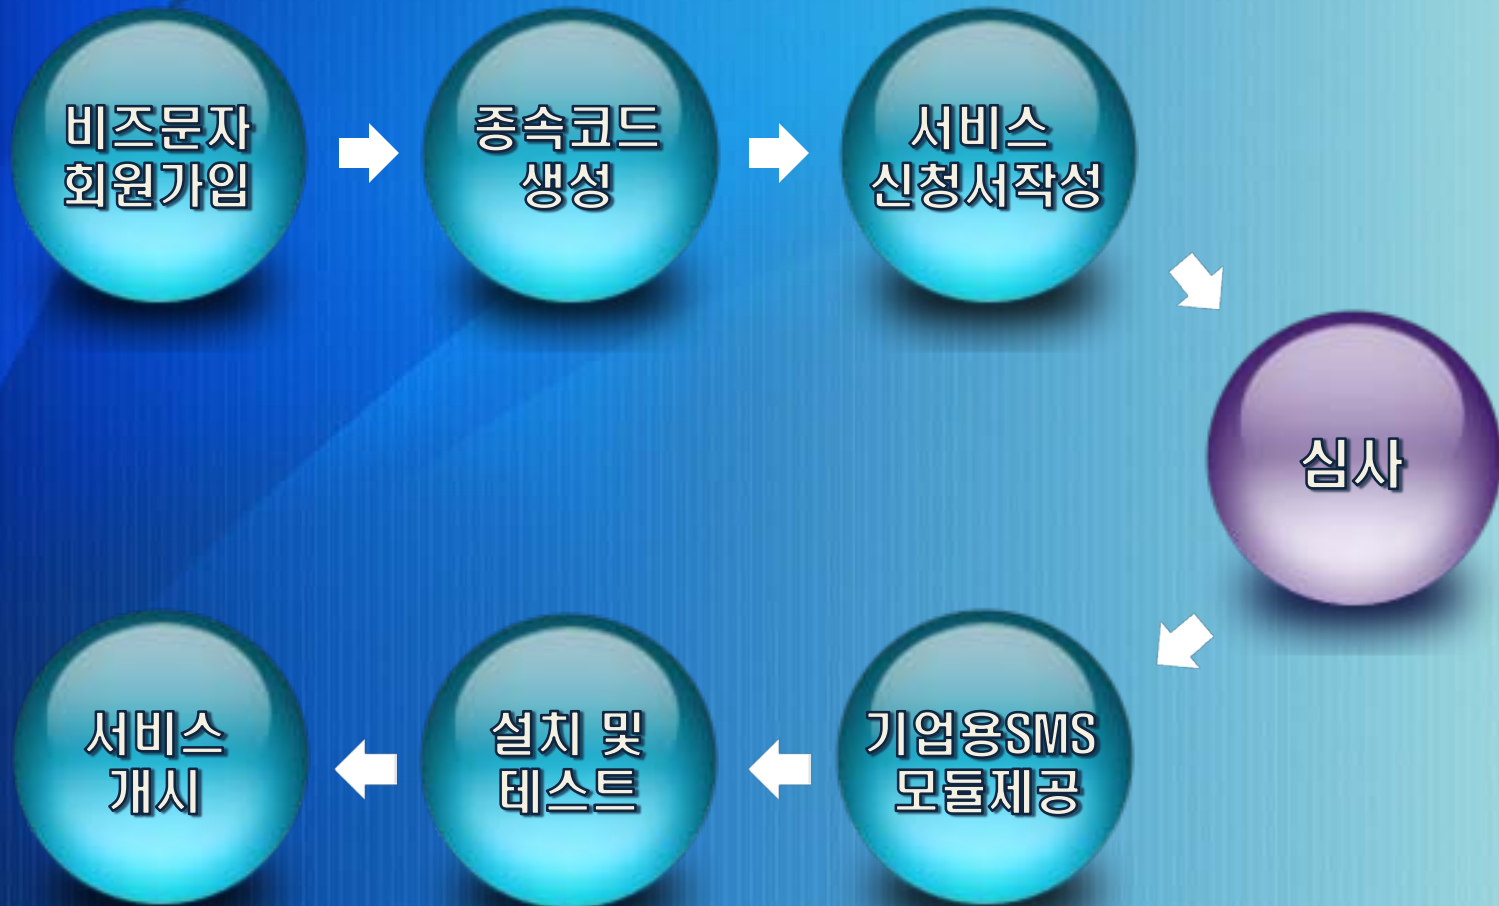 비즈문자
회원가입
종속코드
생성
서비스
신청서작성
심사
기업용SMS
모듈제공
설치 및
테스트
서비스
개시